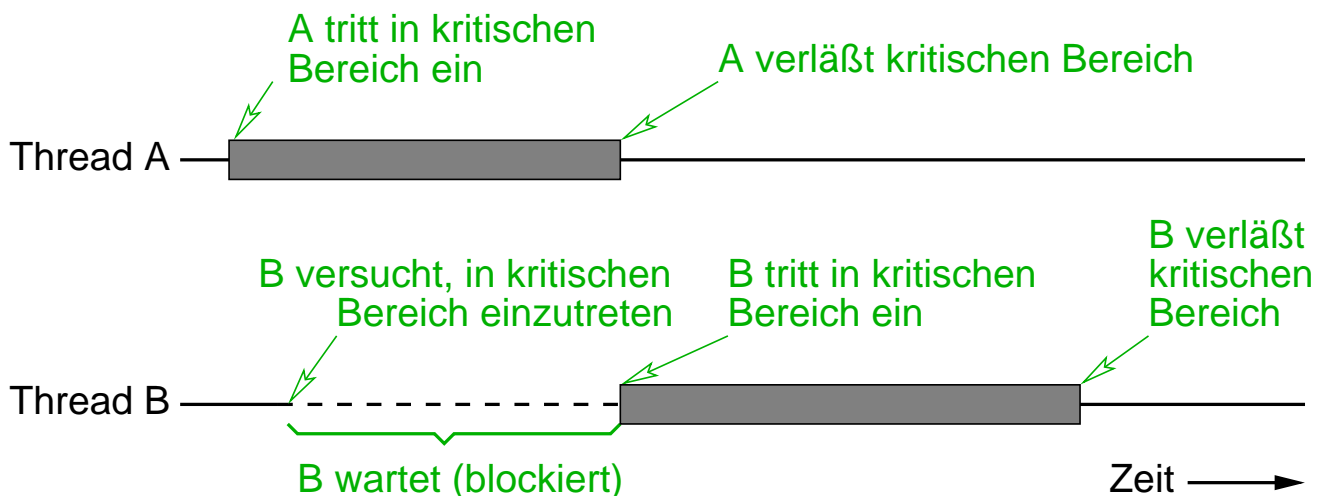 A tritt in kritischen
Bereich ein
A verläßt kritischen Bereich
Thread A
B versucht, in kritischen
Bereich einzutreten
B tritt in kritischen
Bereich ein
B verläßt
kritischen
Bereich
Thread B
B wartet (blockiert)
Zeit